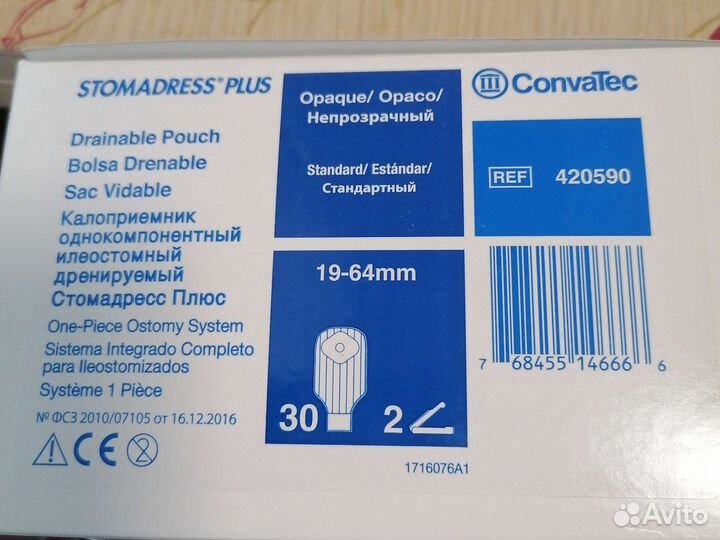 STOMADRESS® PLUS
Drainable Pouch
Bolsa Drenable
Sac Vidable
Калоприемник
однокомпонентный
илеостомный
дренируемый
Стомадресс Плюс
One-Piece Ostomy System
Sistema Integrado Completo
para Ileostomizados
Système 1 Pièce
№ ФСЗ 2010/07105 от 16.12.2016
CE
Opaque/ Opaco/
Непрозрачный
Standard/ Estándar/
Стандартный
19-64mm
30 2
1716076A1
ConvaTec
REF 420590
7 68455 14666 6
Avito